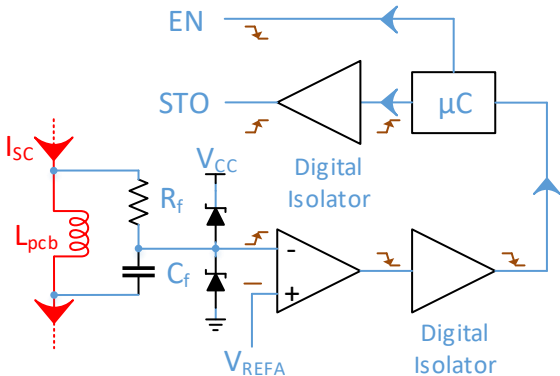 EN
STO
µC
Digital
Isolator
I_SC
V_CC
R_f
L_pcb
C_f
-
+
V_REFA
Digital
Isolator